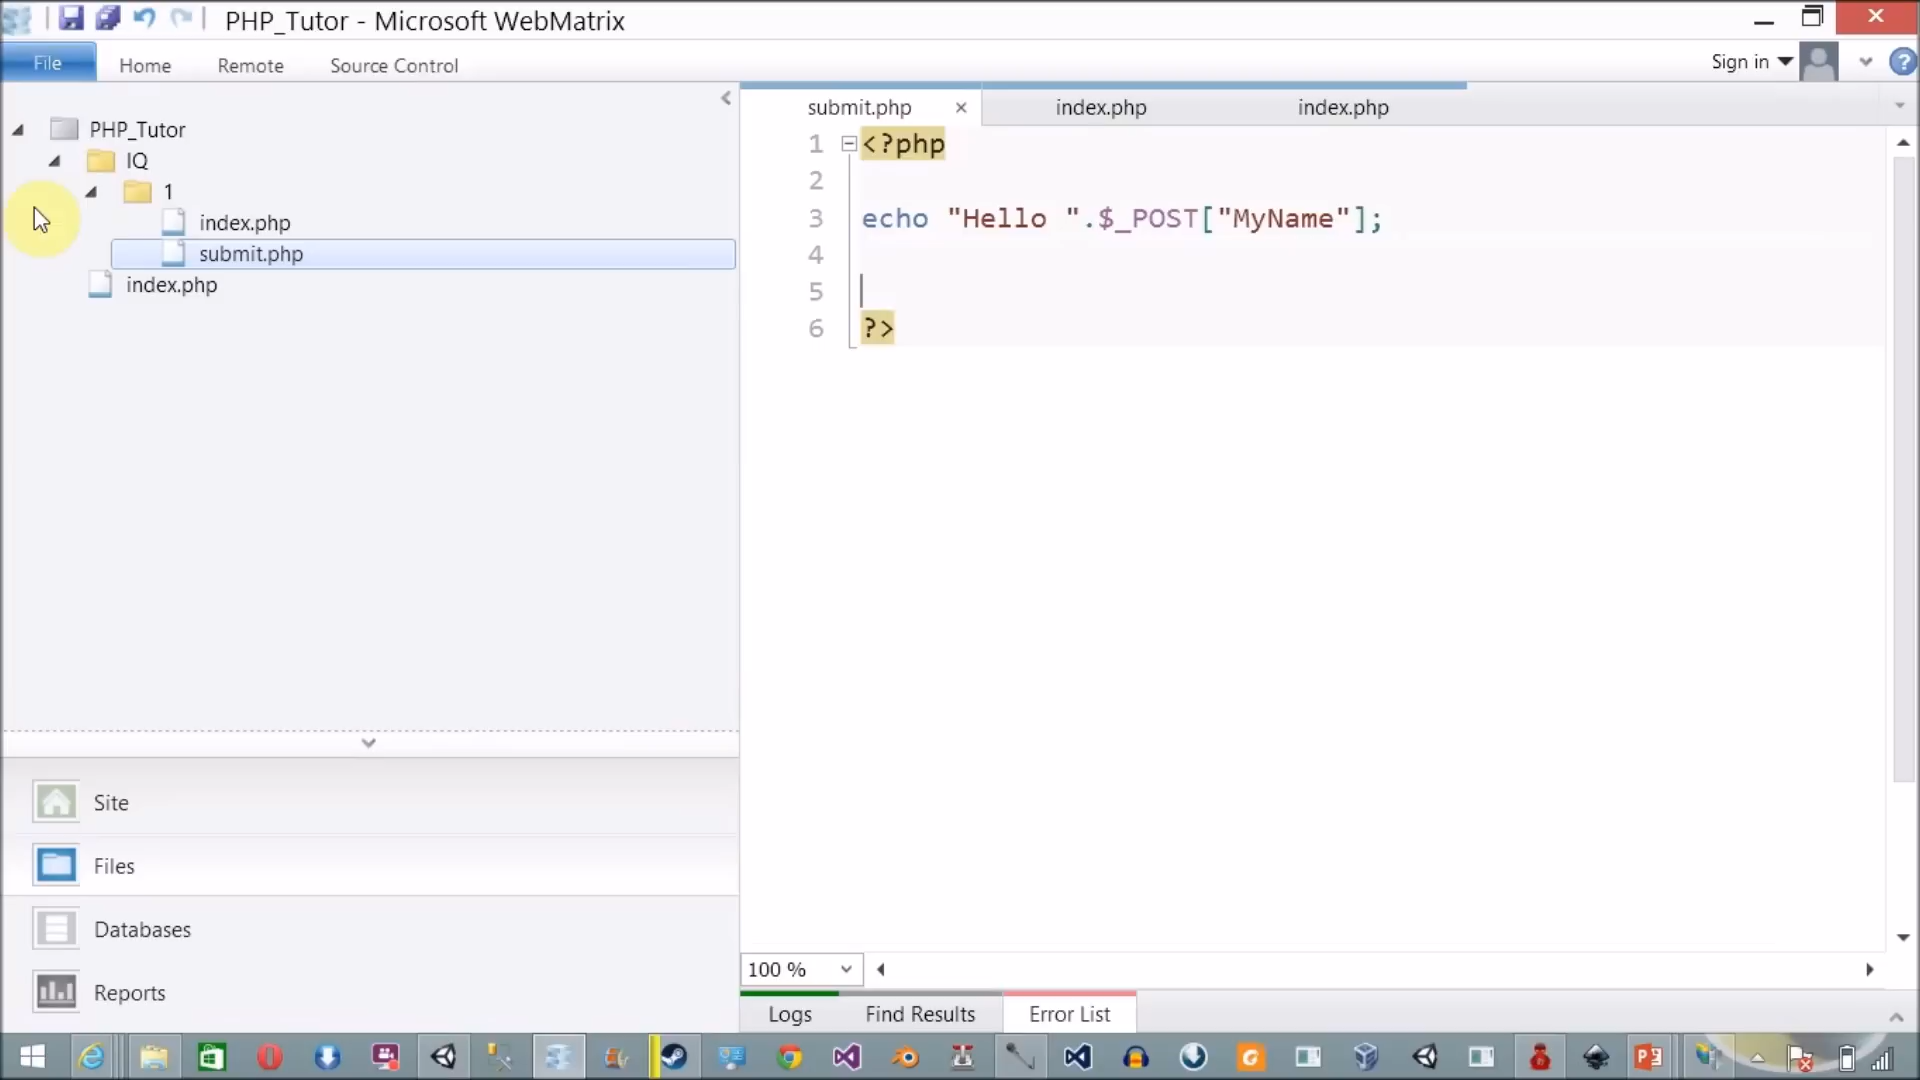 PHP_Tutor - Microsoft WebMatrix
File Home Remote Source Control Sign in
PHP_Tutor
IQ
1
index.php
submit.php
index.php
Site
Files
Databases
Reports
submit.php index.php index.php
1 <?php
2
3 echo "Hello ".$_POST["MyName"];
4
5
6 ?>
100 %
Logs Find Results Error List